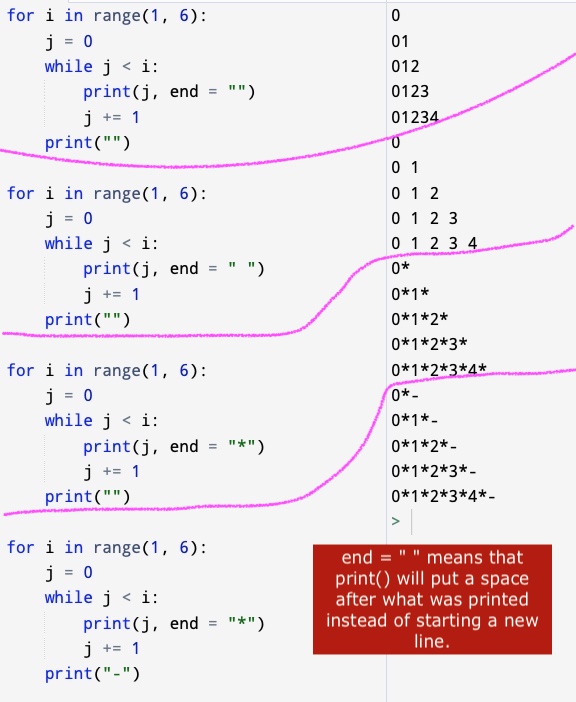 for i in range(1, 6):
    j = 0
    while j < i:
        print(j, end = "")
        j += 1
    print("")
for i in range(1, 6):
    j = 0
    while j < i:
        print(j, end = " ")
        j += 1
    print("")
for i in range(1, 6):
    j = 0
    while j < i:
        print(j, end = "*")
        j += 1
    print("")
for i in range(1, 6):
    j = 0
    while j < i:
        print(j, end = "*")
        j += 1
    print("-")
0
01
012
0123
01234
0
0 1
0 1 2
0 1 2 3
0 1 2 3 4
0*
0*1*
0*1*2*
0*1*2*3*
0*1*2*3*4*
0*-
0*1*-
0*1*2*-
0*1*2*3*-
0*1*2*3*4*-
>
end = " " means that
print() will put a space
after what was printed
instead of starting a new
line.